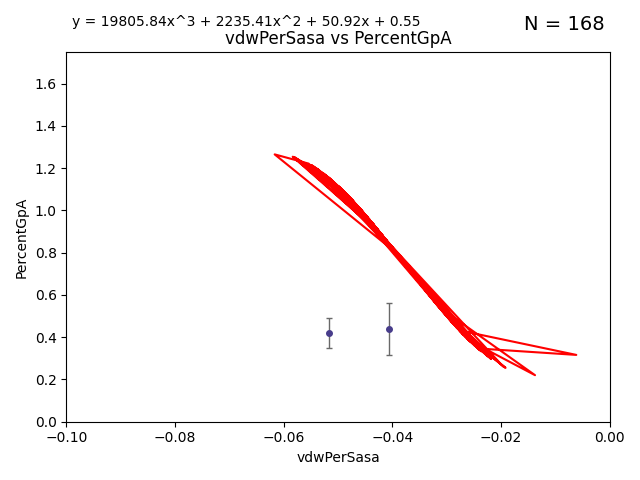 y = 19805.84x^3 + 2235.41x^2 + 50.92x + 0.55
N = 168
vdwPerSasa vs PercentGpA
PercentGpA
1.6
1.4
1.2
1.0
0.8
0.6
0.4
0.2
0.0
−0.10 −0.08 −0.06 −0.04 −0.02 0.00
vdwPerSasa